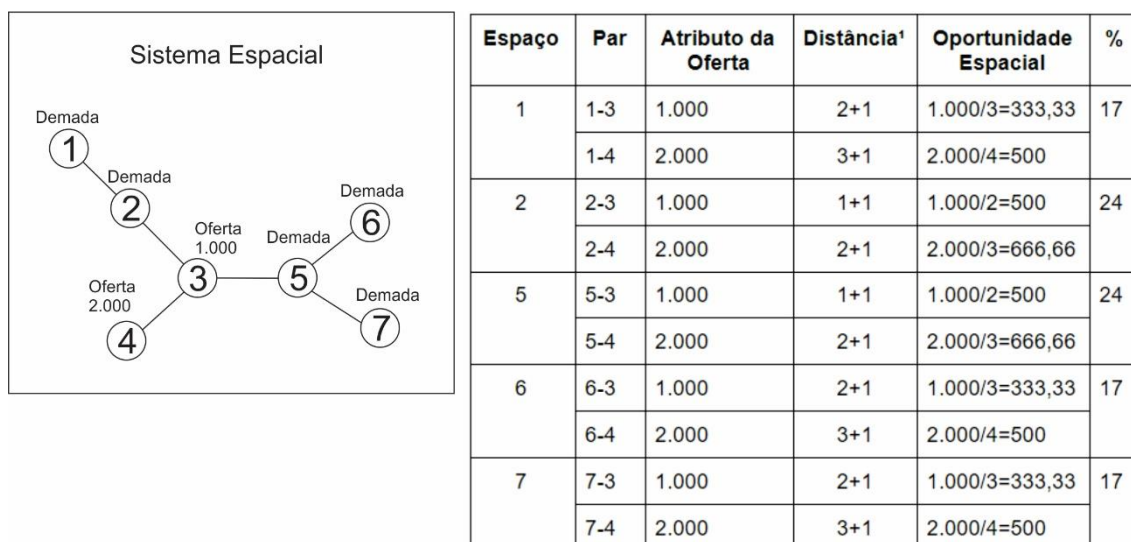 Sistema Espacial
Demada
1
Demada
2
Oferta
1.000
3
Oferta
2.000
4
Demada
5
Demada
6
Demada
7
Espaço Par Atributo da Oferta Distância¹ Oportunidade Espacial %
1 1-3 1.000 2+1 1.000/3=333,33 17
1-4 2.000 3+1 2.000/4=500
2 2-3 1.000 1+1 1.000/2=500 24
2-4 2.000 2+1 2.000/3=666,66
5 5-3 1.000 1+1 1.000/2=500 24
5-4 2.000 2+1 2.000/3=666,66
6 6-3 1.000 2+1 1.000/3=333,33 17
6-4 2.000 3+1 2.000/4=500
7 7-3 1.000 2+1 1.000/3=333,33 17
7-4 2.000 3+1 2.000/4=500